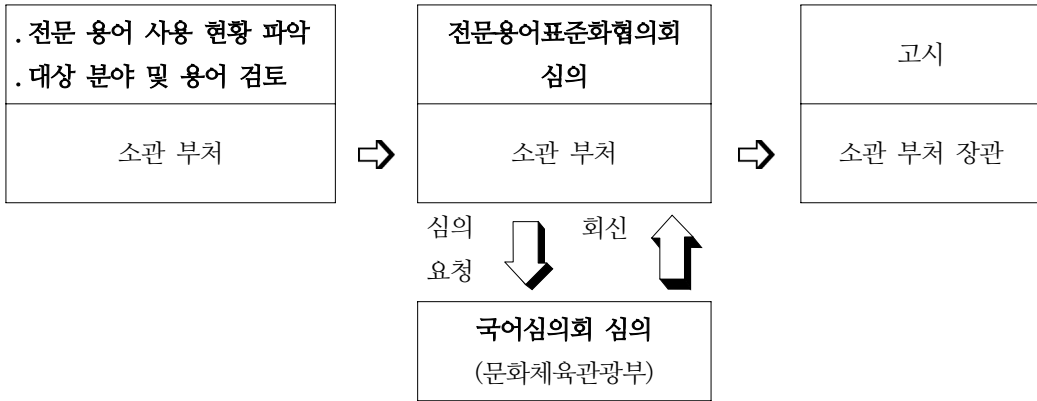 . 전문 용어 사용 현황 파악
. 대상 분야 및 용어 검토
소관 부처
전문용어표준화협의회
심의
소관 부처
고시
소관 부처 장관
심의
요청
회신
국어심의회 심의
(문화체육관광부)